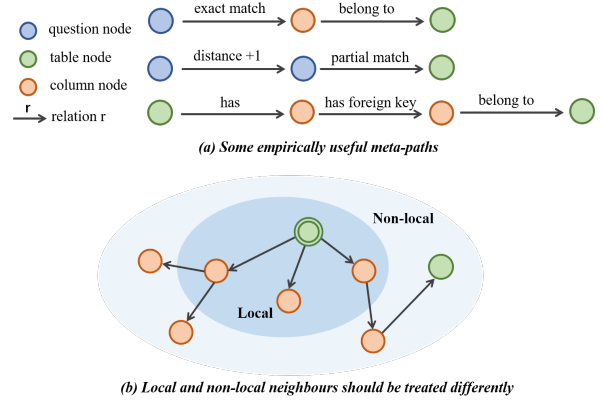 question node
table node
column node
r
relation r
exact match
belong to
distance +1
partial match
has
has foreign key
belong to
(a) Some empirically useful meta-paths
Non-local
Local
(b) Local and non-local neighbours should be treated differently